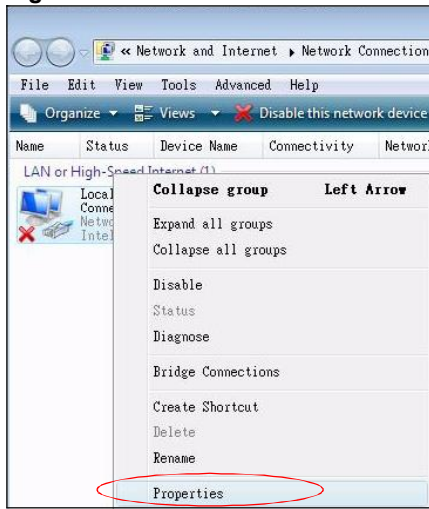 « Network and Internet ▸ Network Connection
File Edit View Tools Advanced Help
Organize Views Disable this network device
Name Status Device Name Connectivity Networ
LAN or High-Speed Internet (1)
Local
Conne
Netwo
Intel
Collapse group Left Arrow
Expand all groups
Collapse all groups
Disable
Status
Diagnose
Bridge Connections
Create Shortcut
Delete
Rename
Properties